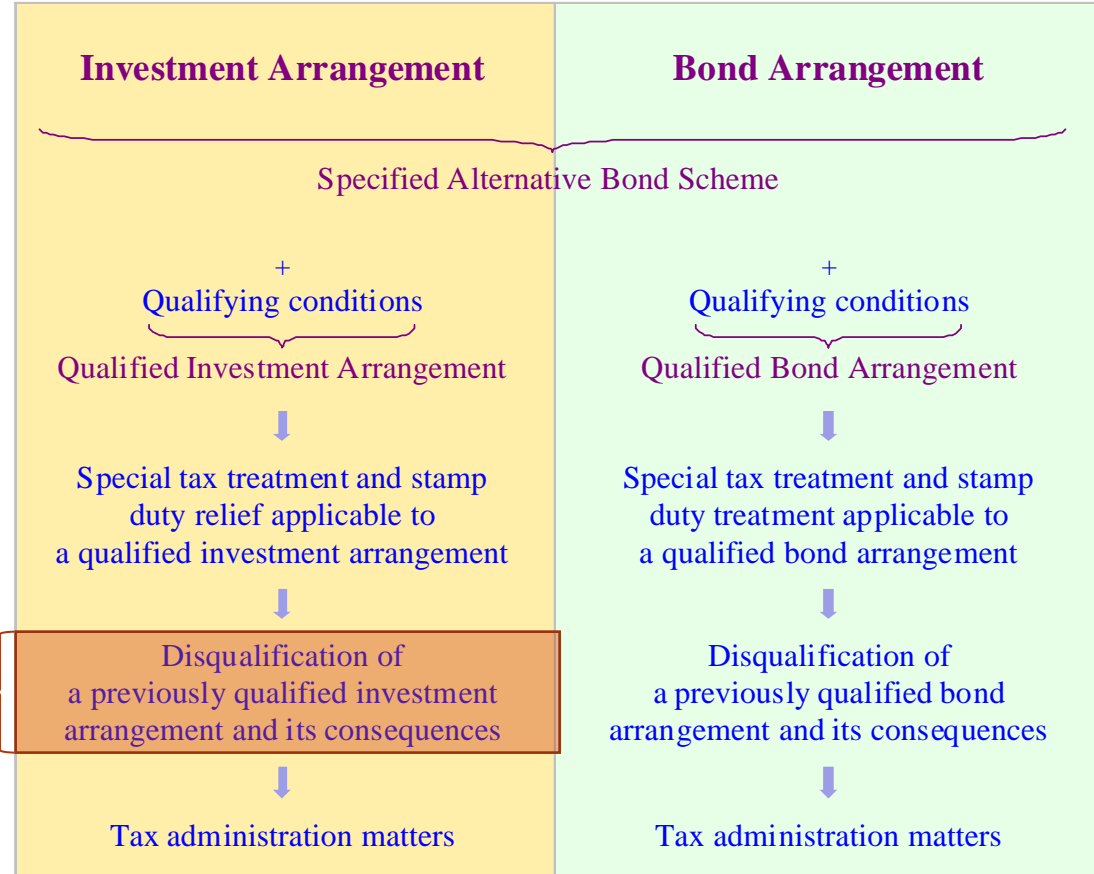 Investment Arrangement
Bond Arrangement
Specified Alternative Bond Scheme
+
Qualifying conditions
Qualified Investment Arrangement
Special tax treatment and stamp
duty relief applicable to
a qualified investment arrangement
Disqualification of
a previously qualified investment
arrangement and its consequences
Tax administration matters
+
Qualifying conditions
Qualified Bond Arrangement
Special tax treatment and stamp
duty treatment applicable to
a qualified bond arrangement
Disqualification of
a previously qualified bond
arrangement and its consequences
Tax administration matters